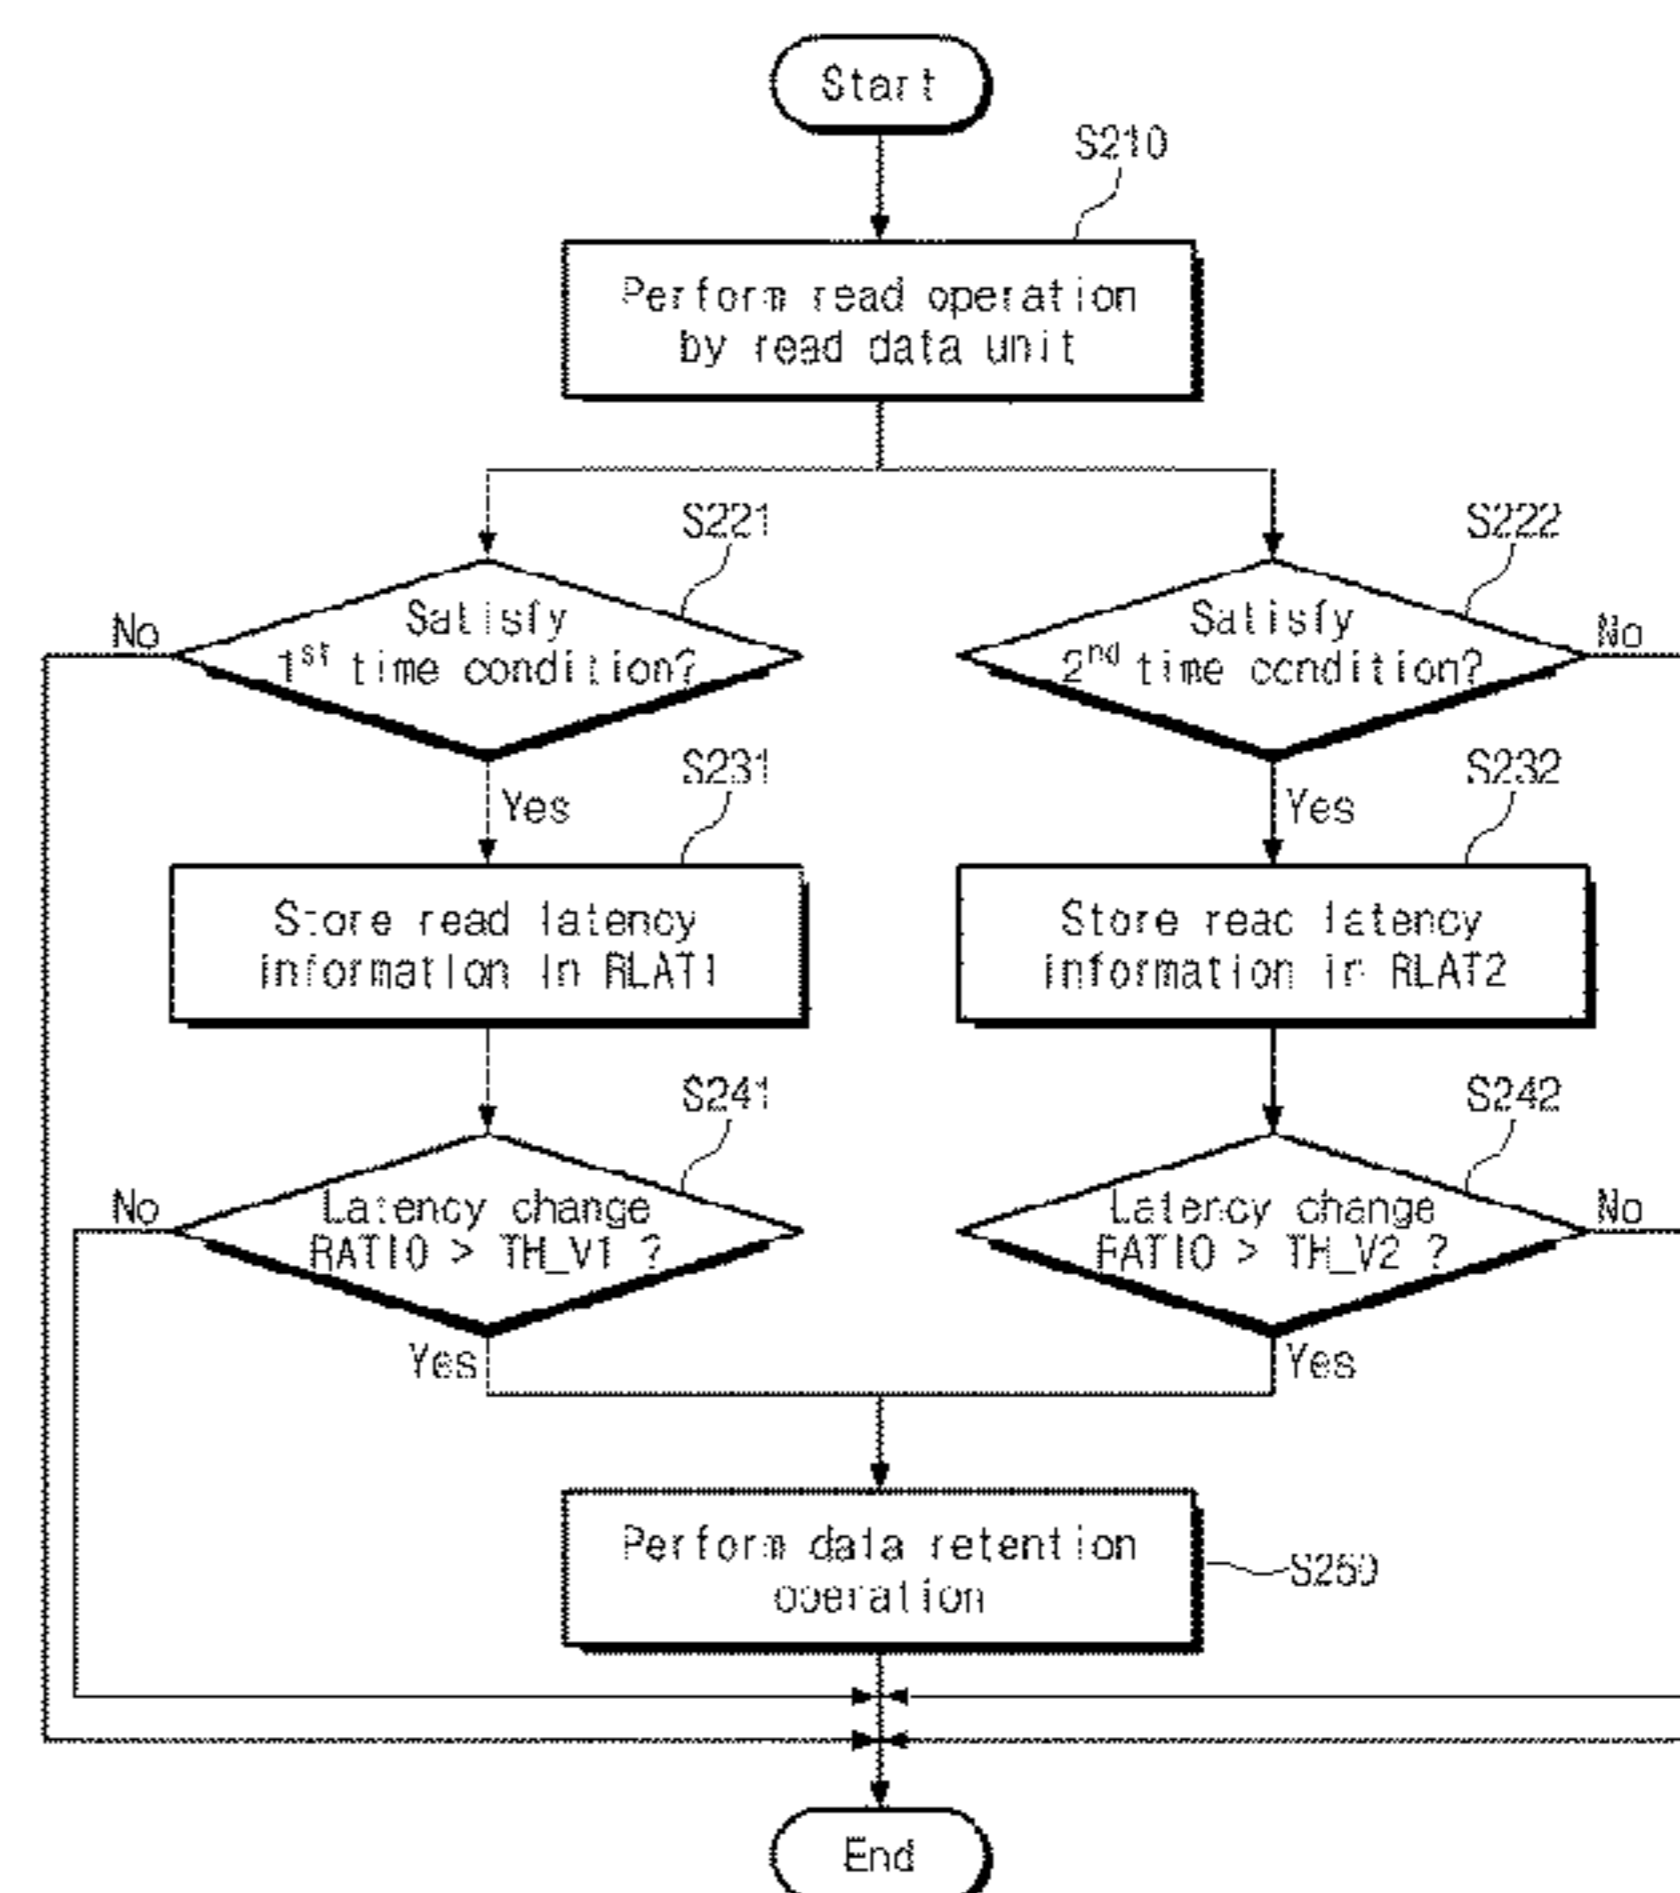 Start
S210
Perform read operation
by read data unit
S221
S222
No
Satisfy
1st time condition?
Satisfy
2nd time condition?
No
S231
S232
Yes
Yes
Store read latency
information in RLAT1
Store read latency
information in RLAT2
S241
S242
No
Latency change
RATIO > TH_V1 ?
Latency change
RATIO > TH_V2 ?
No
Yes
Yes
Perform data retention
operation
S250
End